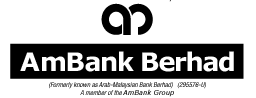 AmBank Berhad
(Formerly known as Arab-Malaysian Bank Berhad) (295576-U)
A member of the AmBank Group